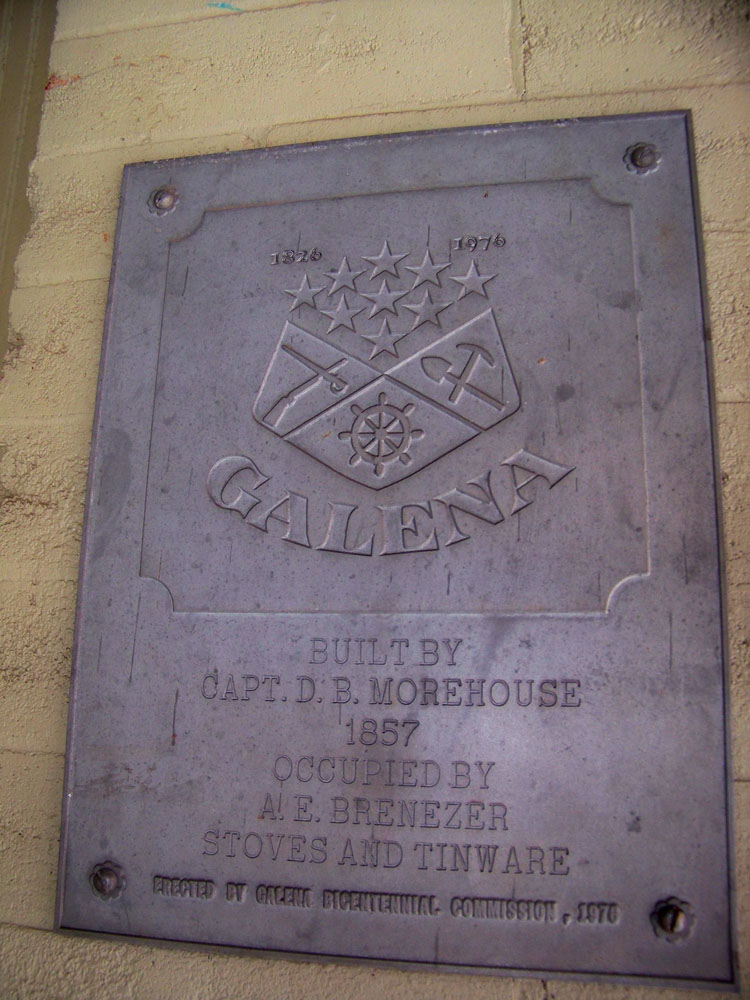 1826 1976
GALENA
BUILT BY
CAPT. D. B. MOREHOUSE
1857
OCCUPIED BY
A. E. BRENEZER
STOVES AND TINWARE
ERECTED BY GALENA BICENTENNIAL COMMISSION, 1976